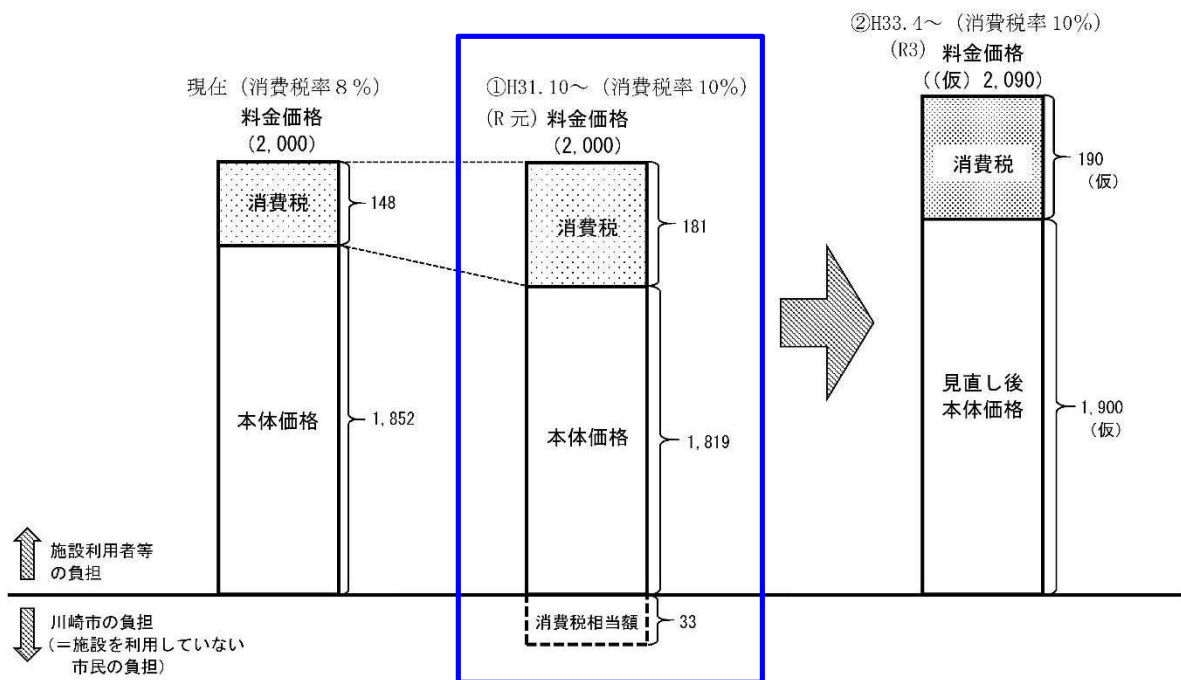 現在（消費税率８％）
料金価格
(2,000)
消費税
148
本体価格
1,852
①H31.10～（消費税率10％）
(R元) 料金価格
(2,000)
消費税
181
本体価格
1,819
消費税相当額
33
②H33.4～（消費税率10％）
(R3) 料金価格
((仮) 2,090)
消費税
190
(仮)
見直し後
本体価格
1,900
(仮)
施設利用者等
の負担
川崎市の負担
(＝施設を利用していない
市民の負担)